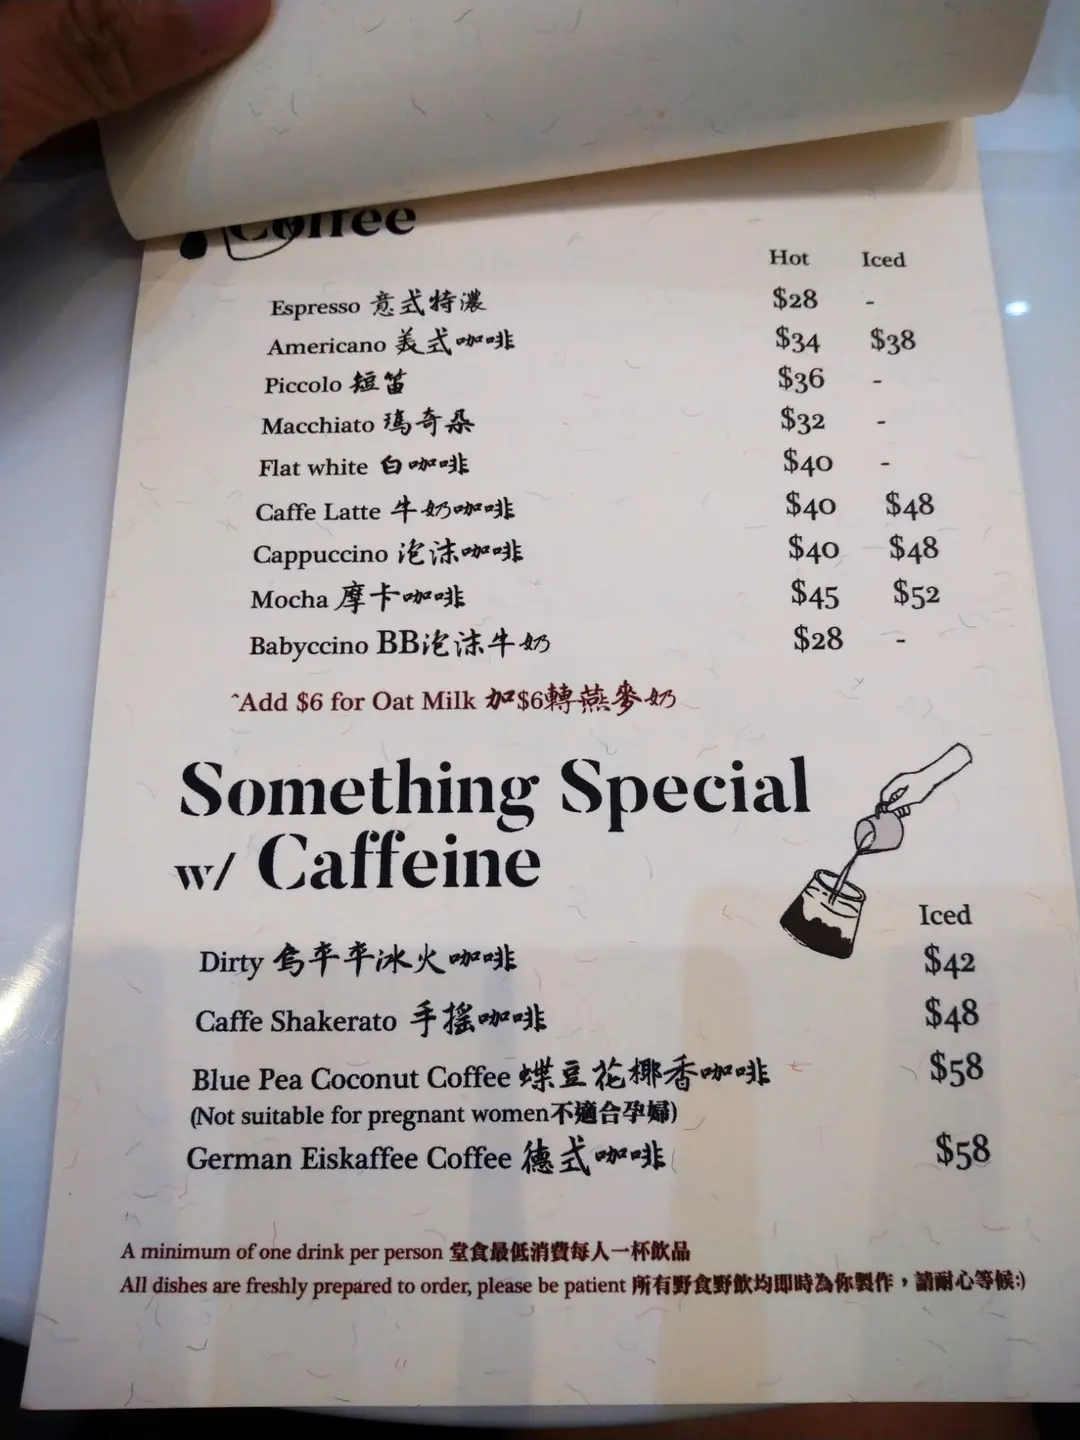 Coffee
Hot Iced
Espresso 意式特濃 $28 -
Americano 美式咖啡 $34 $38
Piccolo 短笛 $36 -
Macchiato 瑪奇朵 $32 -
Flat white 白咖啡 $40 -
Caffe Latte 牛奶咖啡 $40 $48
Cappuccino 泡沫咖啡 $40 $48
Mocha 摩卡咖啡 $45 $52
Babyccino BB泡沫牛奶 $28 -
^Add $6 for Oat Milk 加$6轉燕麥奶
Something Special
w/ Caffeine
Iced
Dirty 烏卒卒冰火咖啡 $42
Caffe Shakerato 手搖咖啡 $48
Blue Pea Coconut Coffee 蝶豆花椰香咖啡 $58
(Not suitable for pregnant women不適合孕婦)
German Eiskaffee Coffee 德式咖啡 $58
A minimum of one drink per person 堂食最低消費每人一杯飲品
All dishes are freshly prepared to order, please be patient 所有野食野飲均即時為你製作，請耐心等候:)